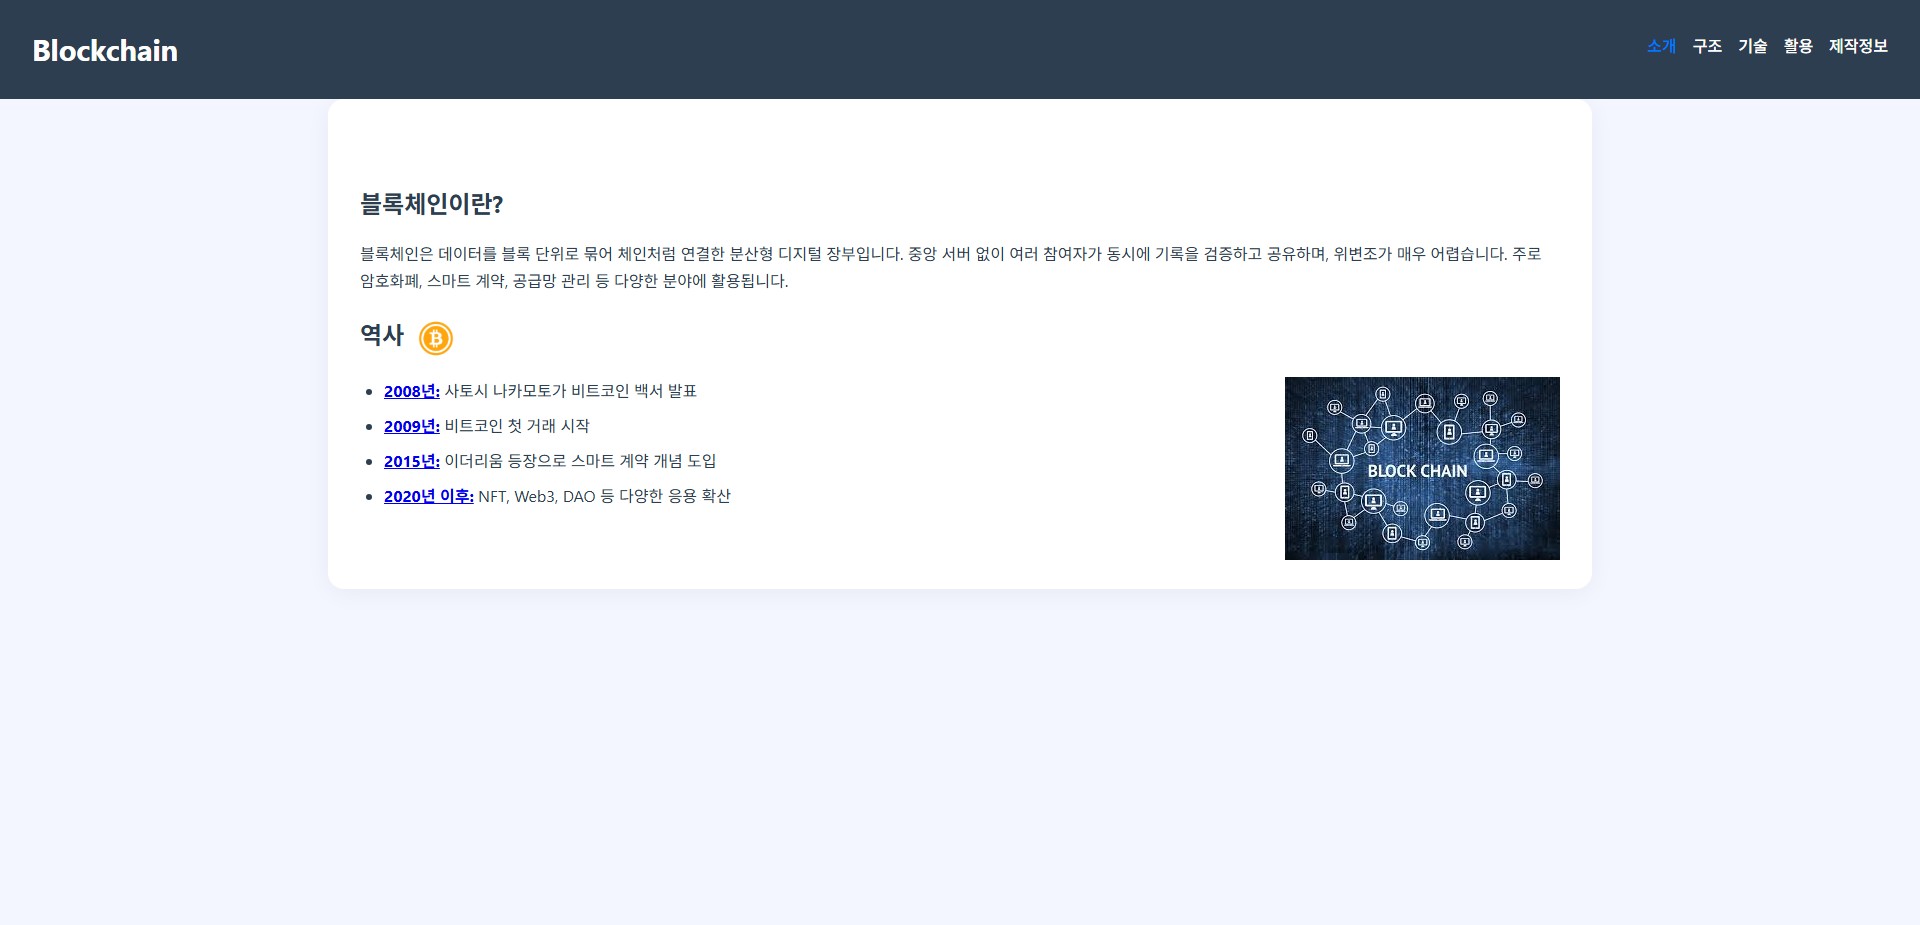 Blockchain
소개 구조 기술 활용 제작정보
블록체인이란?
블록체인은 데이터를 블록 단위로 묶어 체인처럼 연결한 분산형 디지털 장부입니다. 중앙 서버 없이 여러 참여자가 동시에 기록을 검증하고 공유하며, 위변조가 매우 어렵습니다. 주로
암호화폐, 스마트 계약, 공급망 관리 등 다양한 분야에 활용됩니다.
역사
2008년: 사토시 나카모토가 비트코인 백서 발표
2009년: 비트코인 첫 거래 시작
2015년: 이더리움 등장으로 스마트 계약 개념 도입
2020년 이후: NFT, Web3, DAO 등 다양한 응용 확산
BLOCK CHAIN